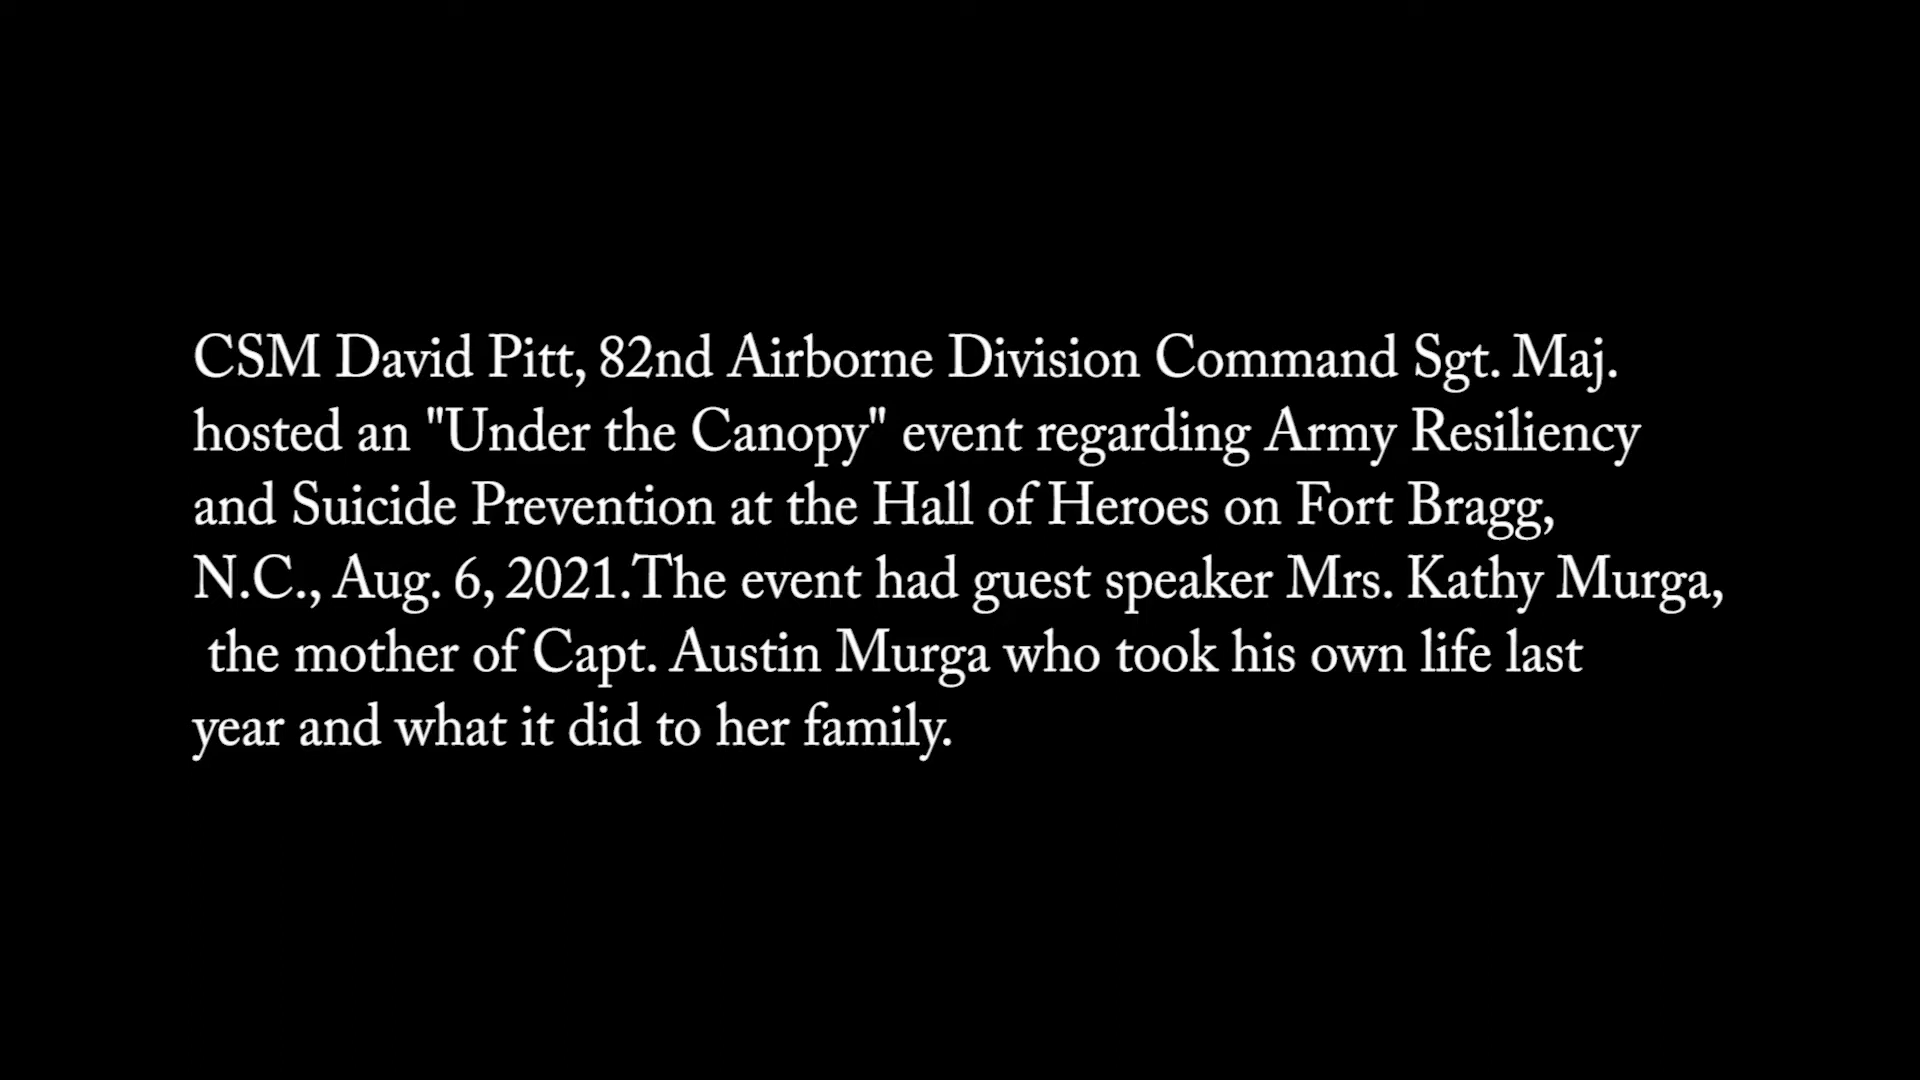 CSM David Pitt, 82nd Airborne Division Command Sgt. Maj.
hosted an "Under the Canopy" event regarding Army Resiliency
and Suicide Prevention at the Hall of Heroes on Fort Bragg,
N.C., Aug. 6, 2021.The event had guest speaker Mrs. Kathy Murga,
the mother of Capt. Austin Murga who took his own life last
year and what it did to her family.